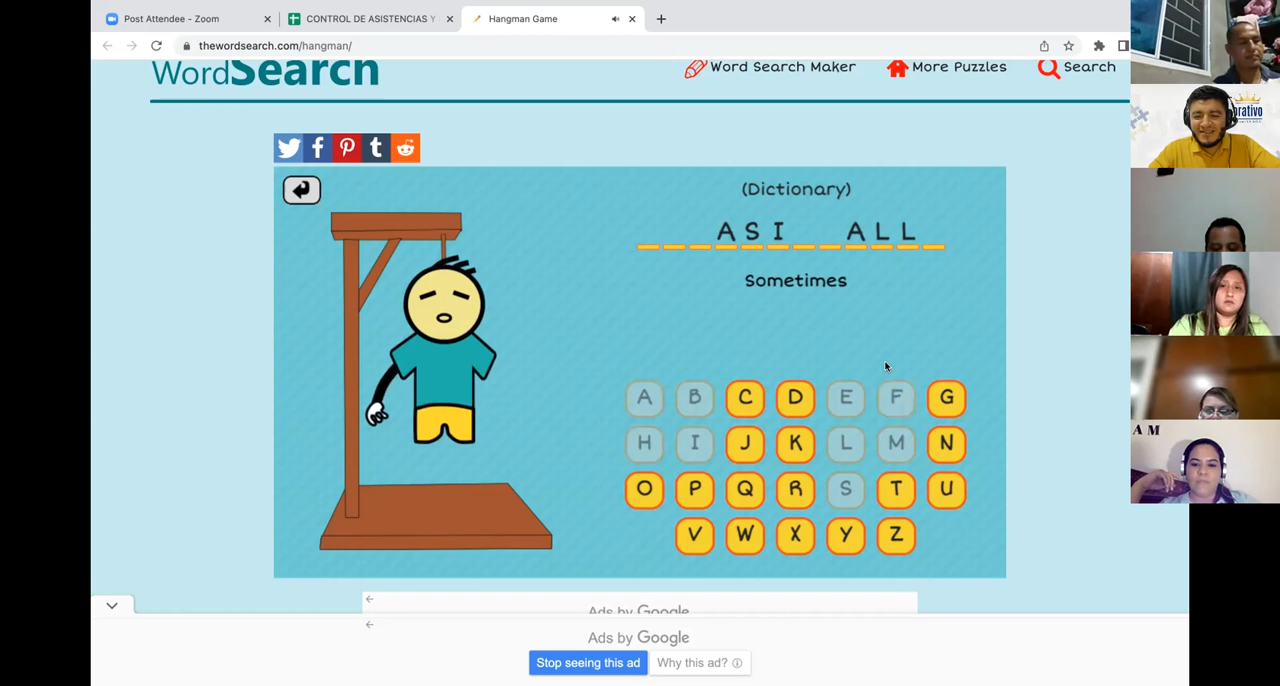 Post Attendee - Zoom
CONTROL DE ASISTENCIAS Y
Hangman Game
thewordsearch.com/hangman/
WordSearch
Word Search Maker
More Puzzles
Search
(Dictionary)
_ _ _ A S I _ _ A L L _
Sometimes
A B C D E F G
H I J K L M N
O P Q R S T U
V W X Y Z
Ads by Google
Ads by Google
Stop seeing this ad
Why this ad?
orativo
A M